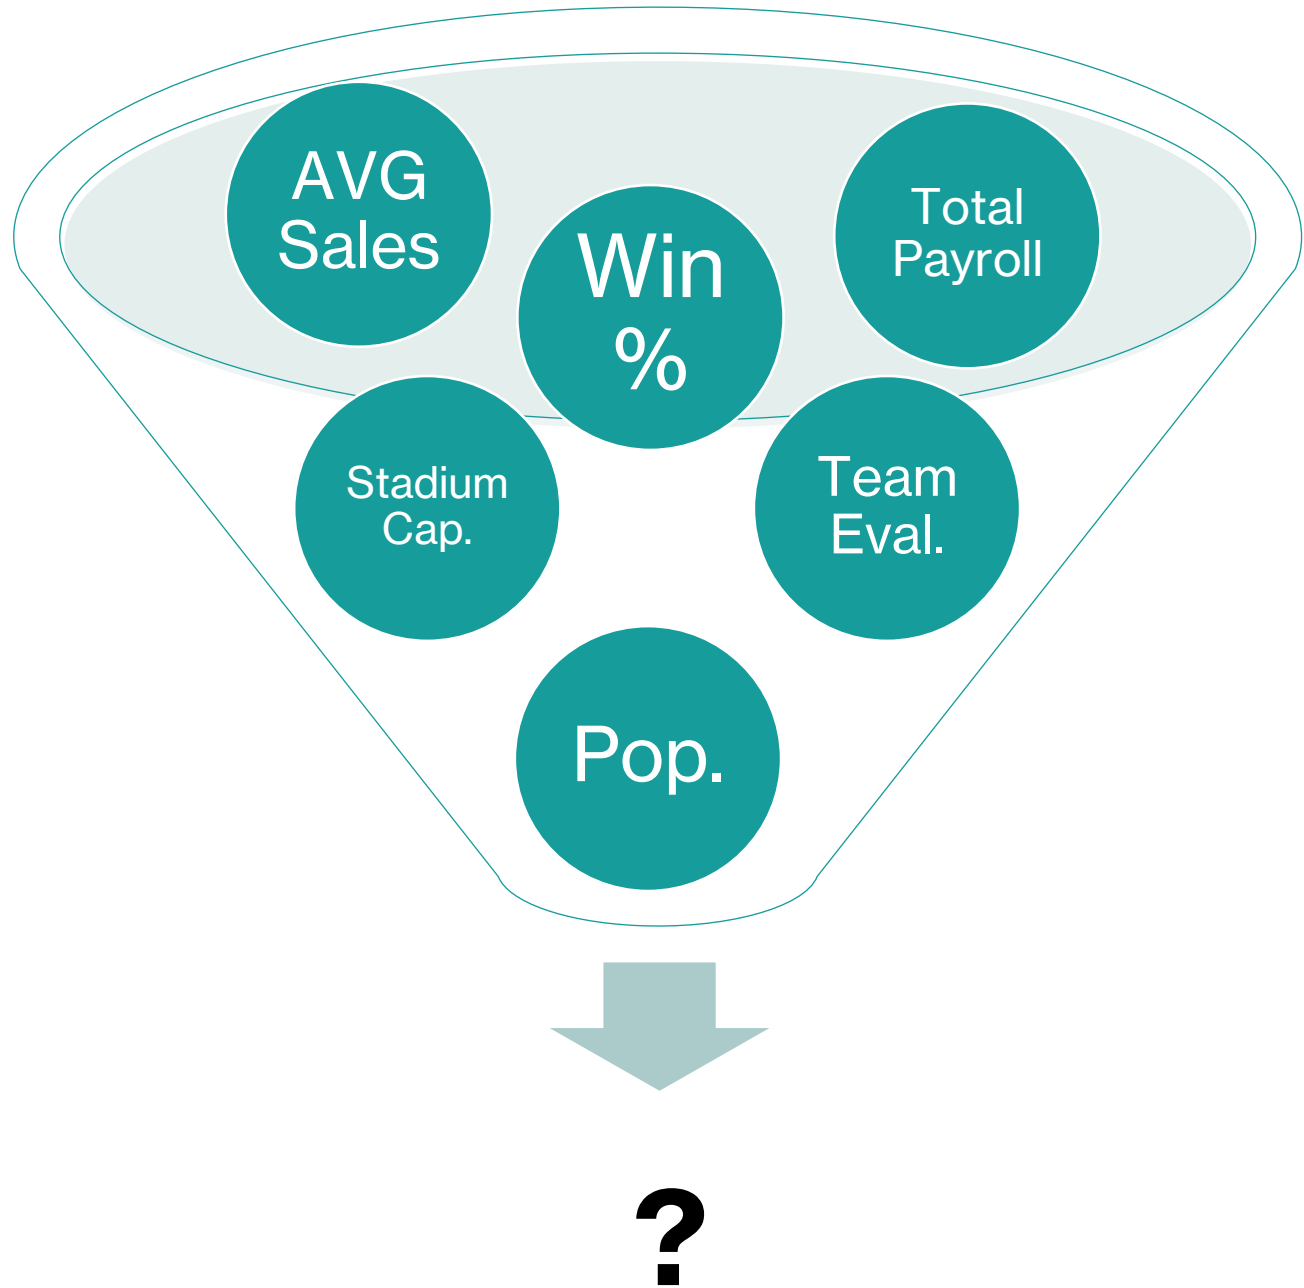 AVG
Sales
Win
%
Total
Payroll
Stadium
Cap.
Team
Eval.
Pop.
?